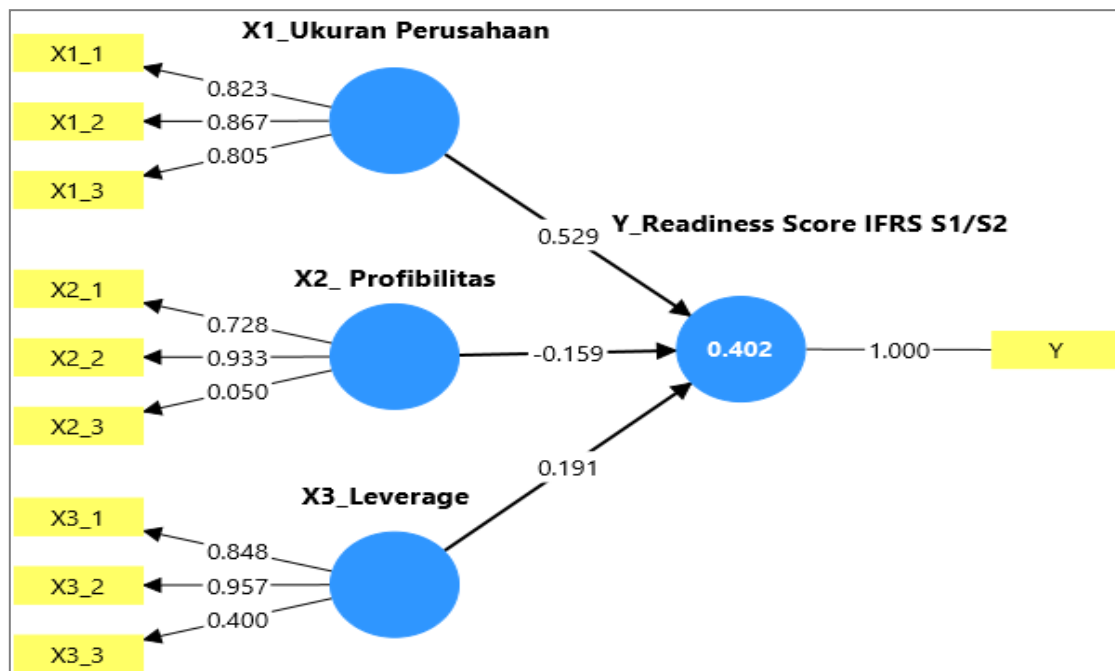 X1_Ukuran Perusahaan
X1_1
0.823
X1_2
0.867
X1_3
0.805
0.529
Y_Readiness Score IFRS S1/S2
X2_ Profibilitas
X2_1
0.728
X2_2
0.933
X2_3
0.050
-0.159
0.402
1.000
Y
0.191
X3_Leverage
X3_1
0.848
X3_2
0.957
X3_3
0.400